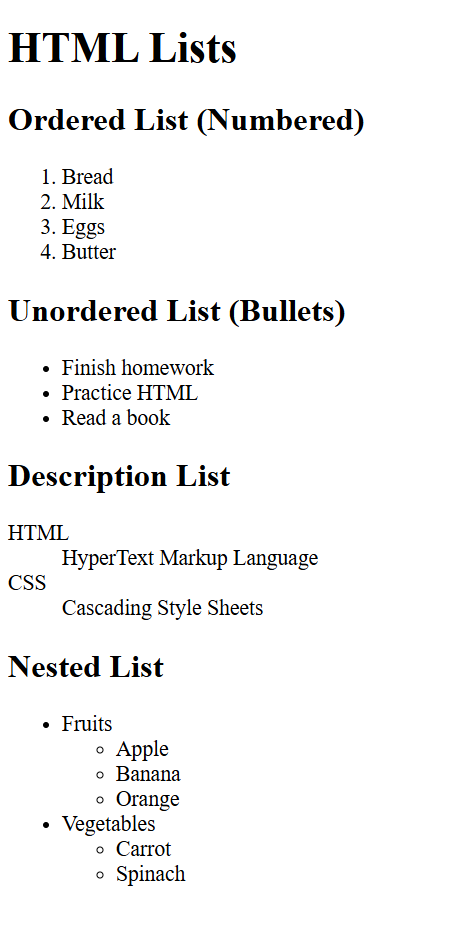 HTML Lists
Ordered List (Numbered)
1. Bread
2. Milk
3. Eggs
4. Butter
Unordered List (Bullets)
• Finish homework
• Practice HTML
• Read a book
Description List
HTML
HyperText Markup Language
CSS
Cascading Style Sheets
Nested List
• Fruits
◦ Apple
◦ Banana
◦ Orange
• Vegetables
◦ Carrot
◦ Spinach